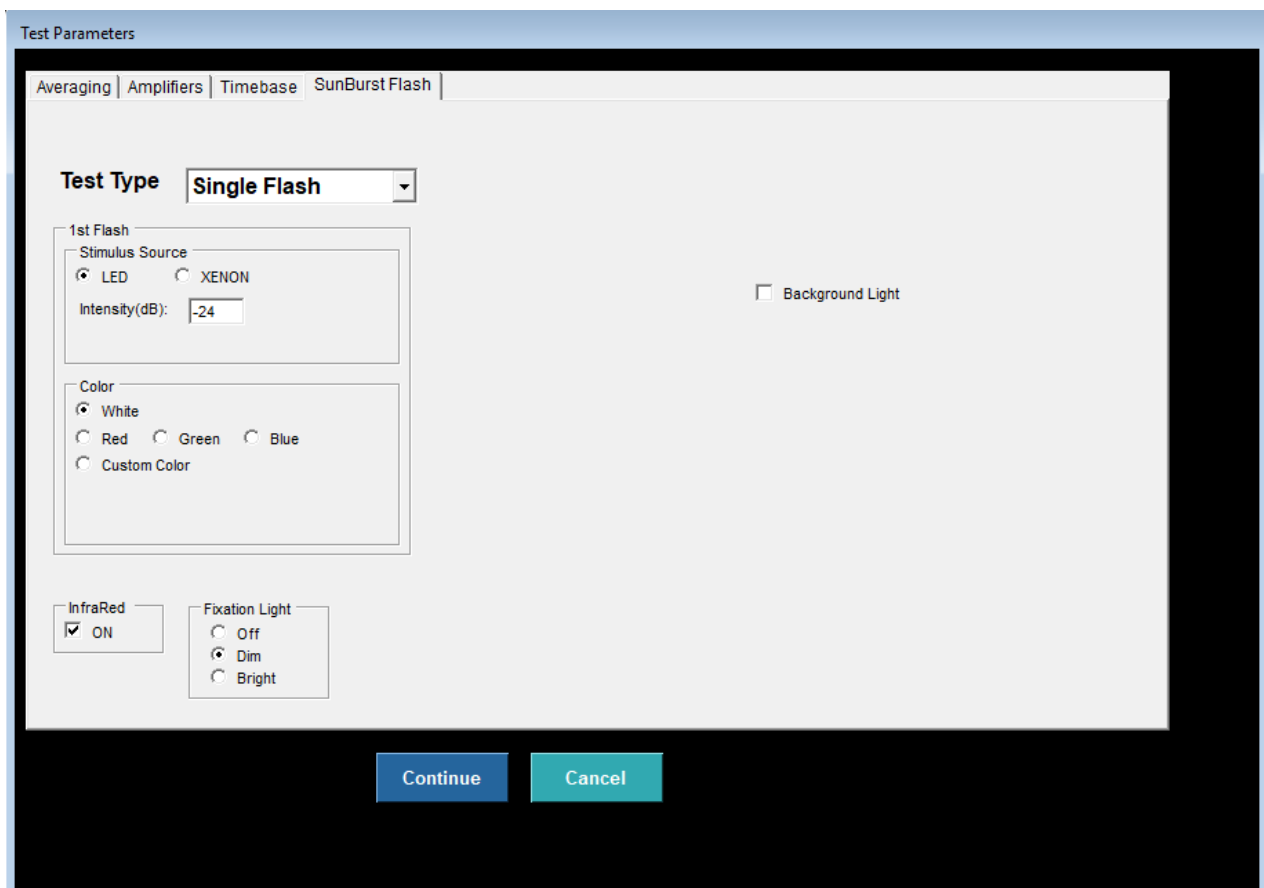 Test Parameters
Averaging Amplifiers Timebase SunBurst Flash
Test Type Single Flash
1st Flash
Stimulus Source
LED XENON
Intensity(dB): -24
Background Light
Color
White
Red Green Blue
Custom Color
InfraRed
ON
Fixation Light
Off
Dim
Bright
Continue Cancel